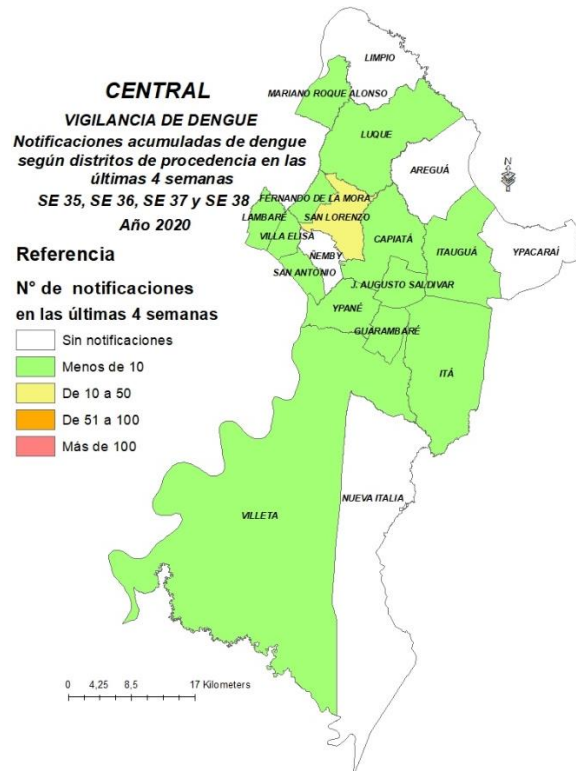 CENTRAL
VIGILANCIA DE DENGUE
Notificaciones acumuladas de dengue
según distritos de procedencia en las
últimas 4 semanas
SE 35, SE 36, SE 37 y SE 38
Año 2020
Referencia
N° de notificaciones
en las últimas 4 semanas
Sin notificaciones
Menos de 10
De 10 a 50
De 51 a 100
Más de 100
LIMPIO
MARIANO ROQUE ALONSO
LUQUE
AREGUÁ
N
FERNANDO DE LA MORA
LAMBARÉ
SAN LORENZO
VILLA ELISA
CAPIATÁ
ITAUGUÁ
YPACARAÍ
ÑEMBY
SAN ANTONIO
J. AUGUSTO SALDIVAR
YPANÉ
GUARAMBARÉ
ITÁ
NUEVA ITALIA
VILLETA
0 4,25 8,5 17 Kilometers